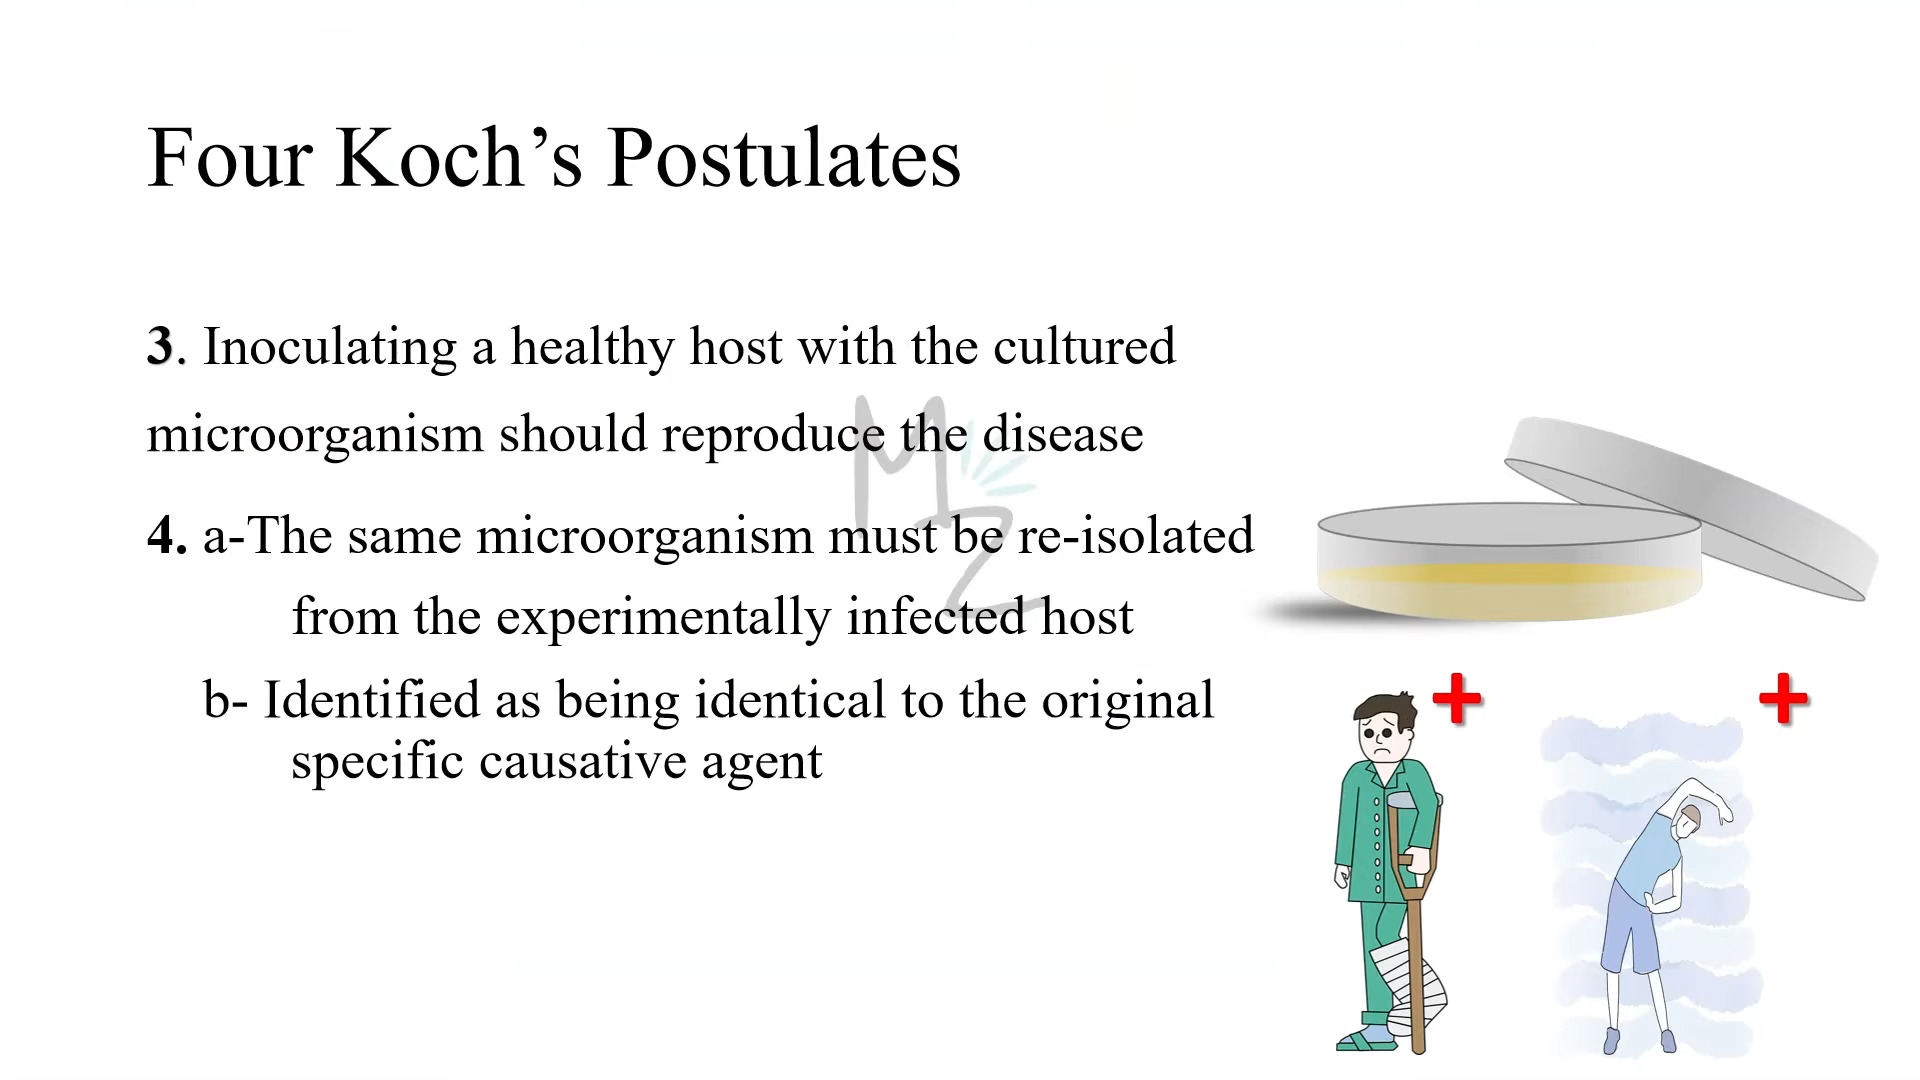 Four Koch’s Postulates
3. Inoculating a healthy host with the cultured
microorganism should reproduce the disease
4. a-The same microorganism must be re-isolated
from the experimentally infected host
b- Identified as being identical to the original
specific causative agent
MZ